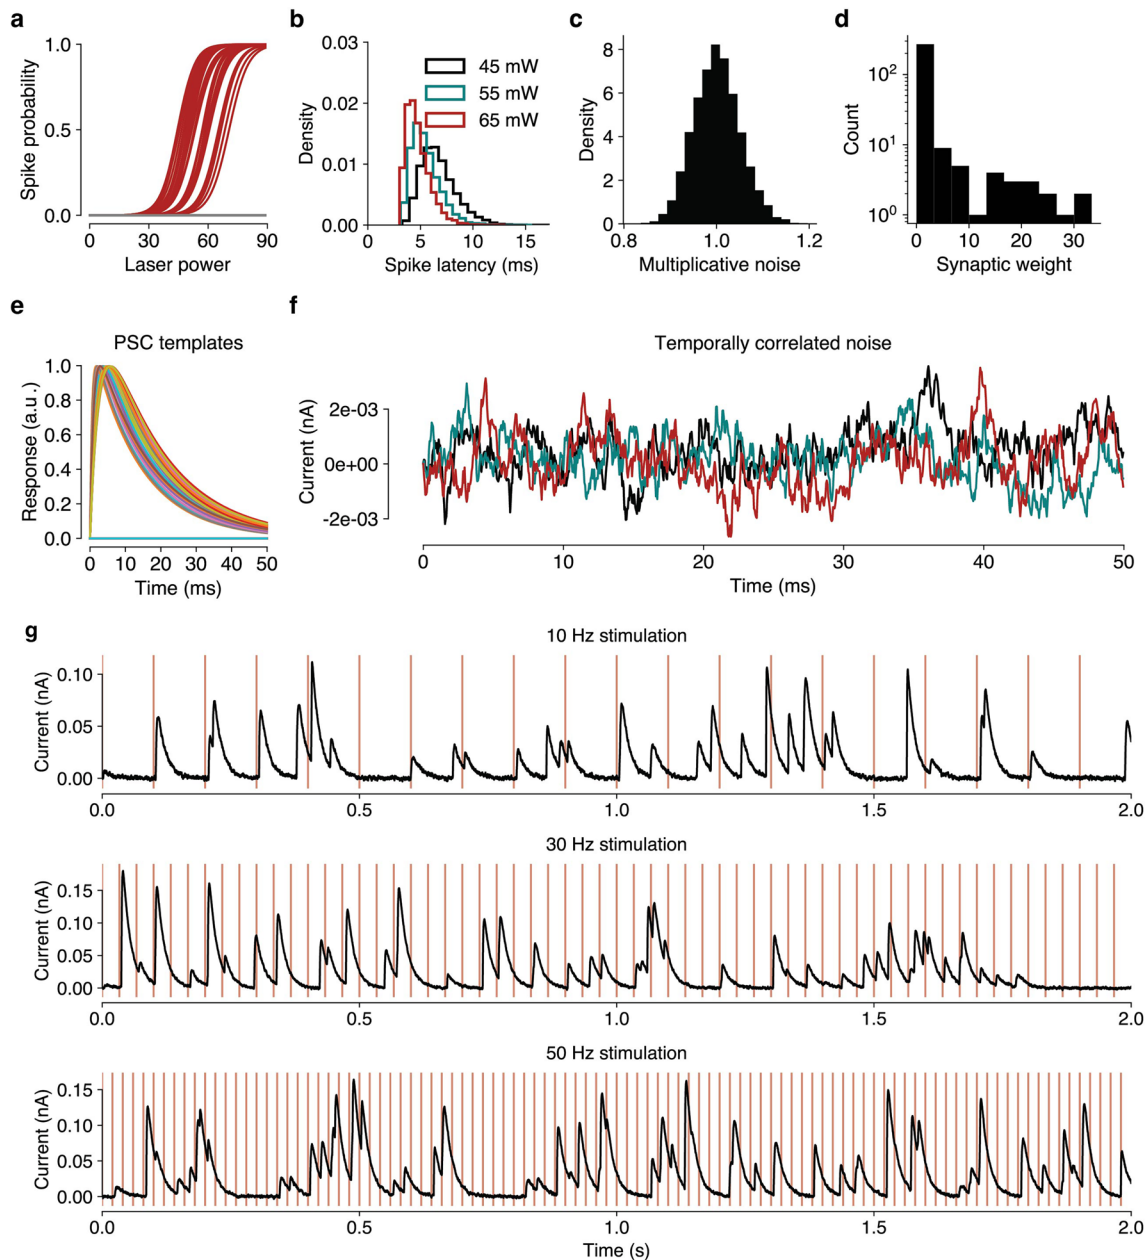 a
b
c
d
1.0
0.5
0.0
Spike probability
0
30
60
90
Laser power
0.03
0.02
0.01
0.00
Density
45 mW
55 mW
65 mW
0
5
10
15
Spike latency (ms)
8
6
4
2
0
Density
0.8
1.0
1.2
Multiplicative noise
10²
10¹
10⁰
Count
0
10
20
30
Synaptic weight
e
f
PSC templates
1.0
0.8
0.6
0.4
0.2
0.0
Response (a.u.)
0
10
20
30
40
50
Time (ms)
Temporally correlated noise
2e-03
0e+00
-2e-03
Current (nA)
0
10
20
30
40
50
Time (ms)
g
10 Hz stimulation
0.10
0.05
0.00
Current (nA)
0.0
0.5
1.0
1.5
2.0
30 Hz stimulation
0.15
0.10
0.05
0.00
Current (nA)
0.0
0.5
1.0
1.5
2.0
50 Hz stimulation
0.15
0.10
0.05
0.00
Current (nA)
0.0
0.5
1.0
1.5
2.0
Time (s)